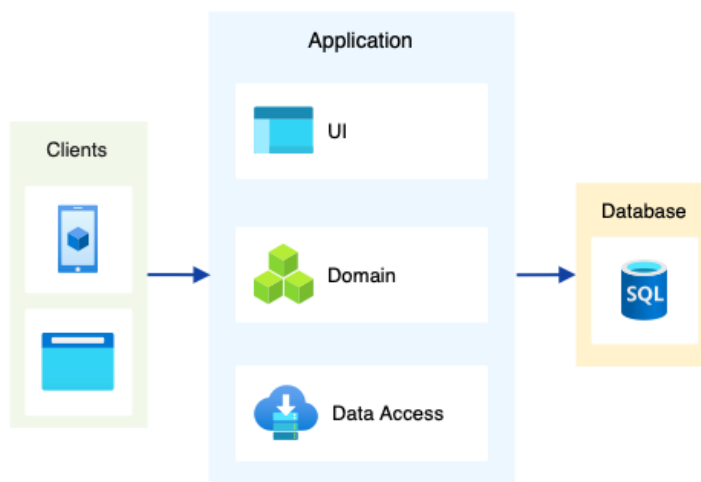 Application
UI
Clients
Domain
Database
SQL
Data Access